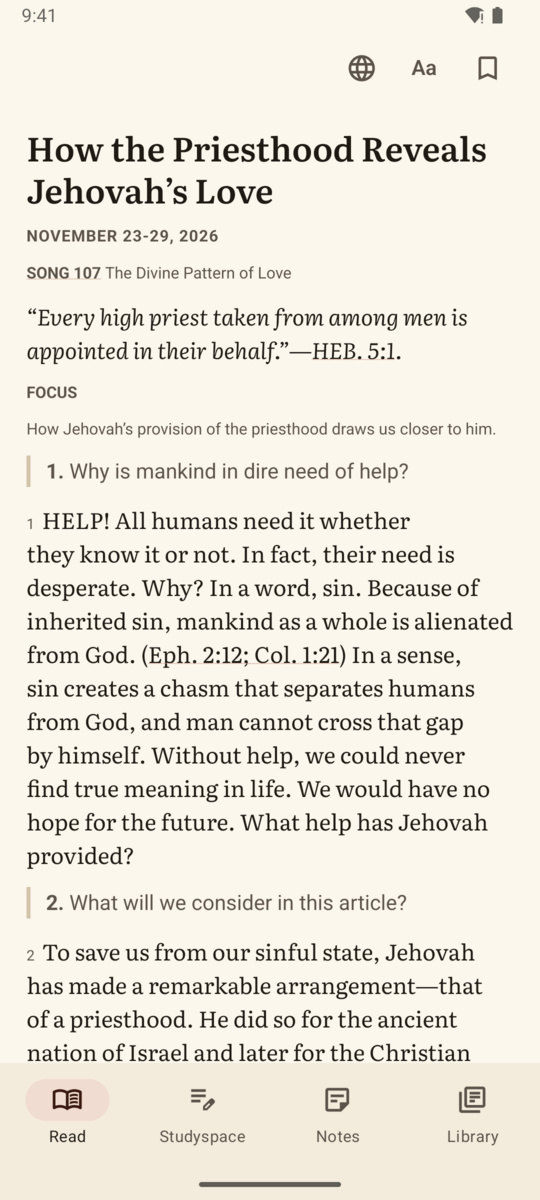 9:41
Aa
How the Priesthood Reveals
Jehovah’s Love
NOVEMBER 23-29, 2026
SONG 107 The Divine Pattern of Love
“Every high priest taken from among men is
appointed in their behalf.”—HEB. 5:1.
FOCUS
How Jehovah’s provision of the priesthood draws us closer to him.
1. Why is mankind in dire need of help?
1 HELP! All humans need it whether
they know it or not. In fact, their need is
desperate. Why? In a word, sin. Because of
inherited sin, mankind as a whole is alienated
from God. (Eph. 2:12; Col. 1:21) In a sense,
sin creates a chasm that separates humans
from God, and man cannot cross that gap
by himself. Without help, we could never
find true meaning in life. We would have no
hope for the future. What help has Jehovah
provided?
2. What will we consider in this article?
2 To save us from our sinful state, Jehovah
has made a remarkable arrangement—that
of a priesthood. He did so for the ancient
nation of Israel and later for the Christian
Read
Studyspace
Notes
Library